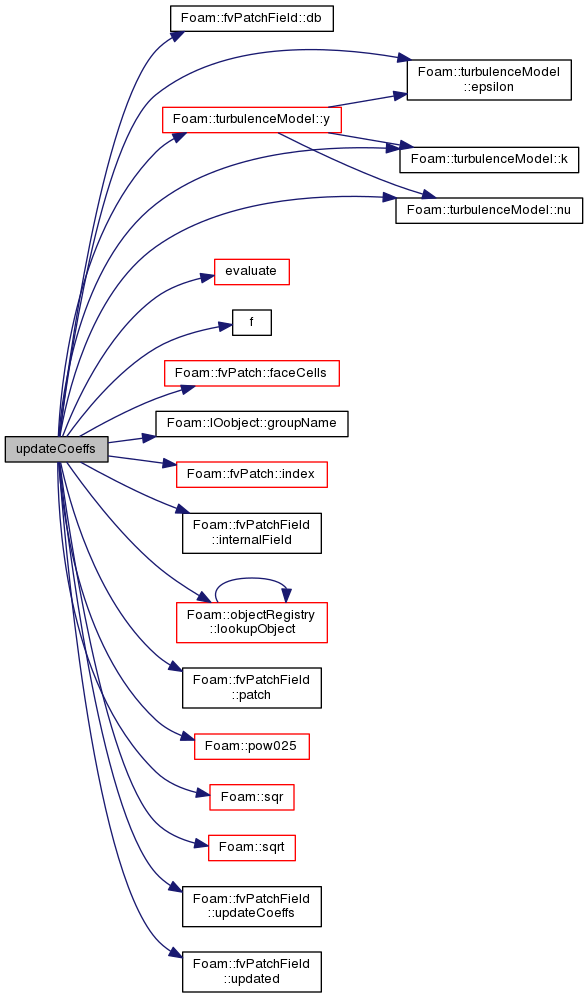 Foam::fvPatchField::db
Foam::turbulenceModel
::epsilon
Foam::turbulenceModel::y
Foam::turbulenceModel::k
Foam::turbulenceModel::nu
evaluate
f
Foam::fvPatch::faceCells
Foam::IOobject::groupName
updateCoeffs
Foam::fvPatch::index
Foam::fvPatchField
::internalField
Foam::objectRegistry
::lookupObject
Foam::fvPatchField
::patch
Foam::pow025
Foam::sqr
Foam::sqrt
Foam::fvPatchField
::updateCoeffs
Foam::fvPatchField
::updated